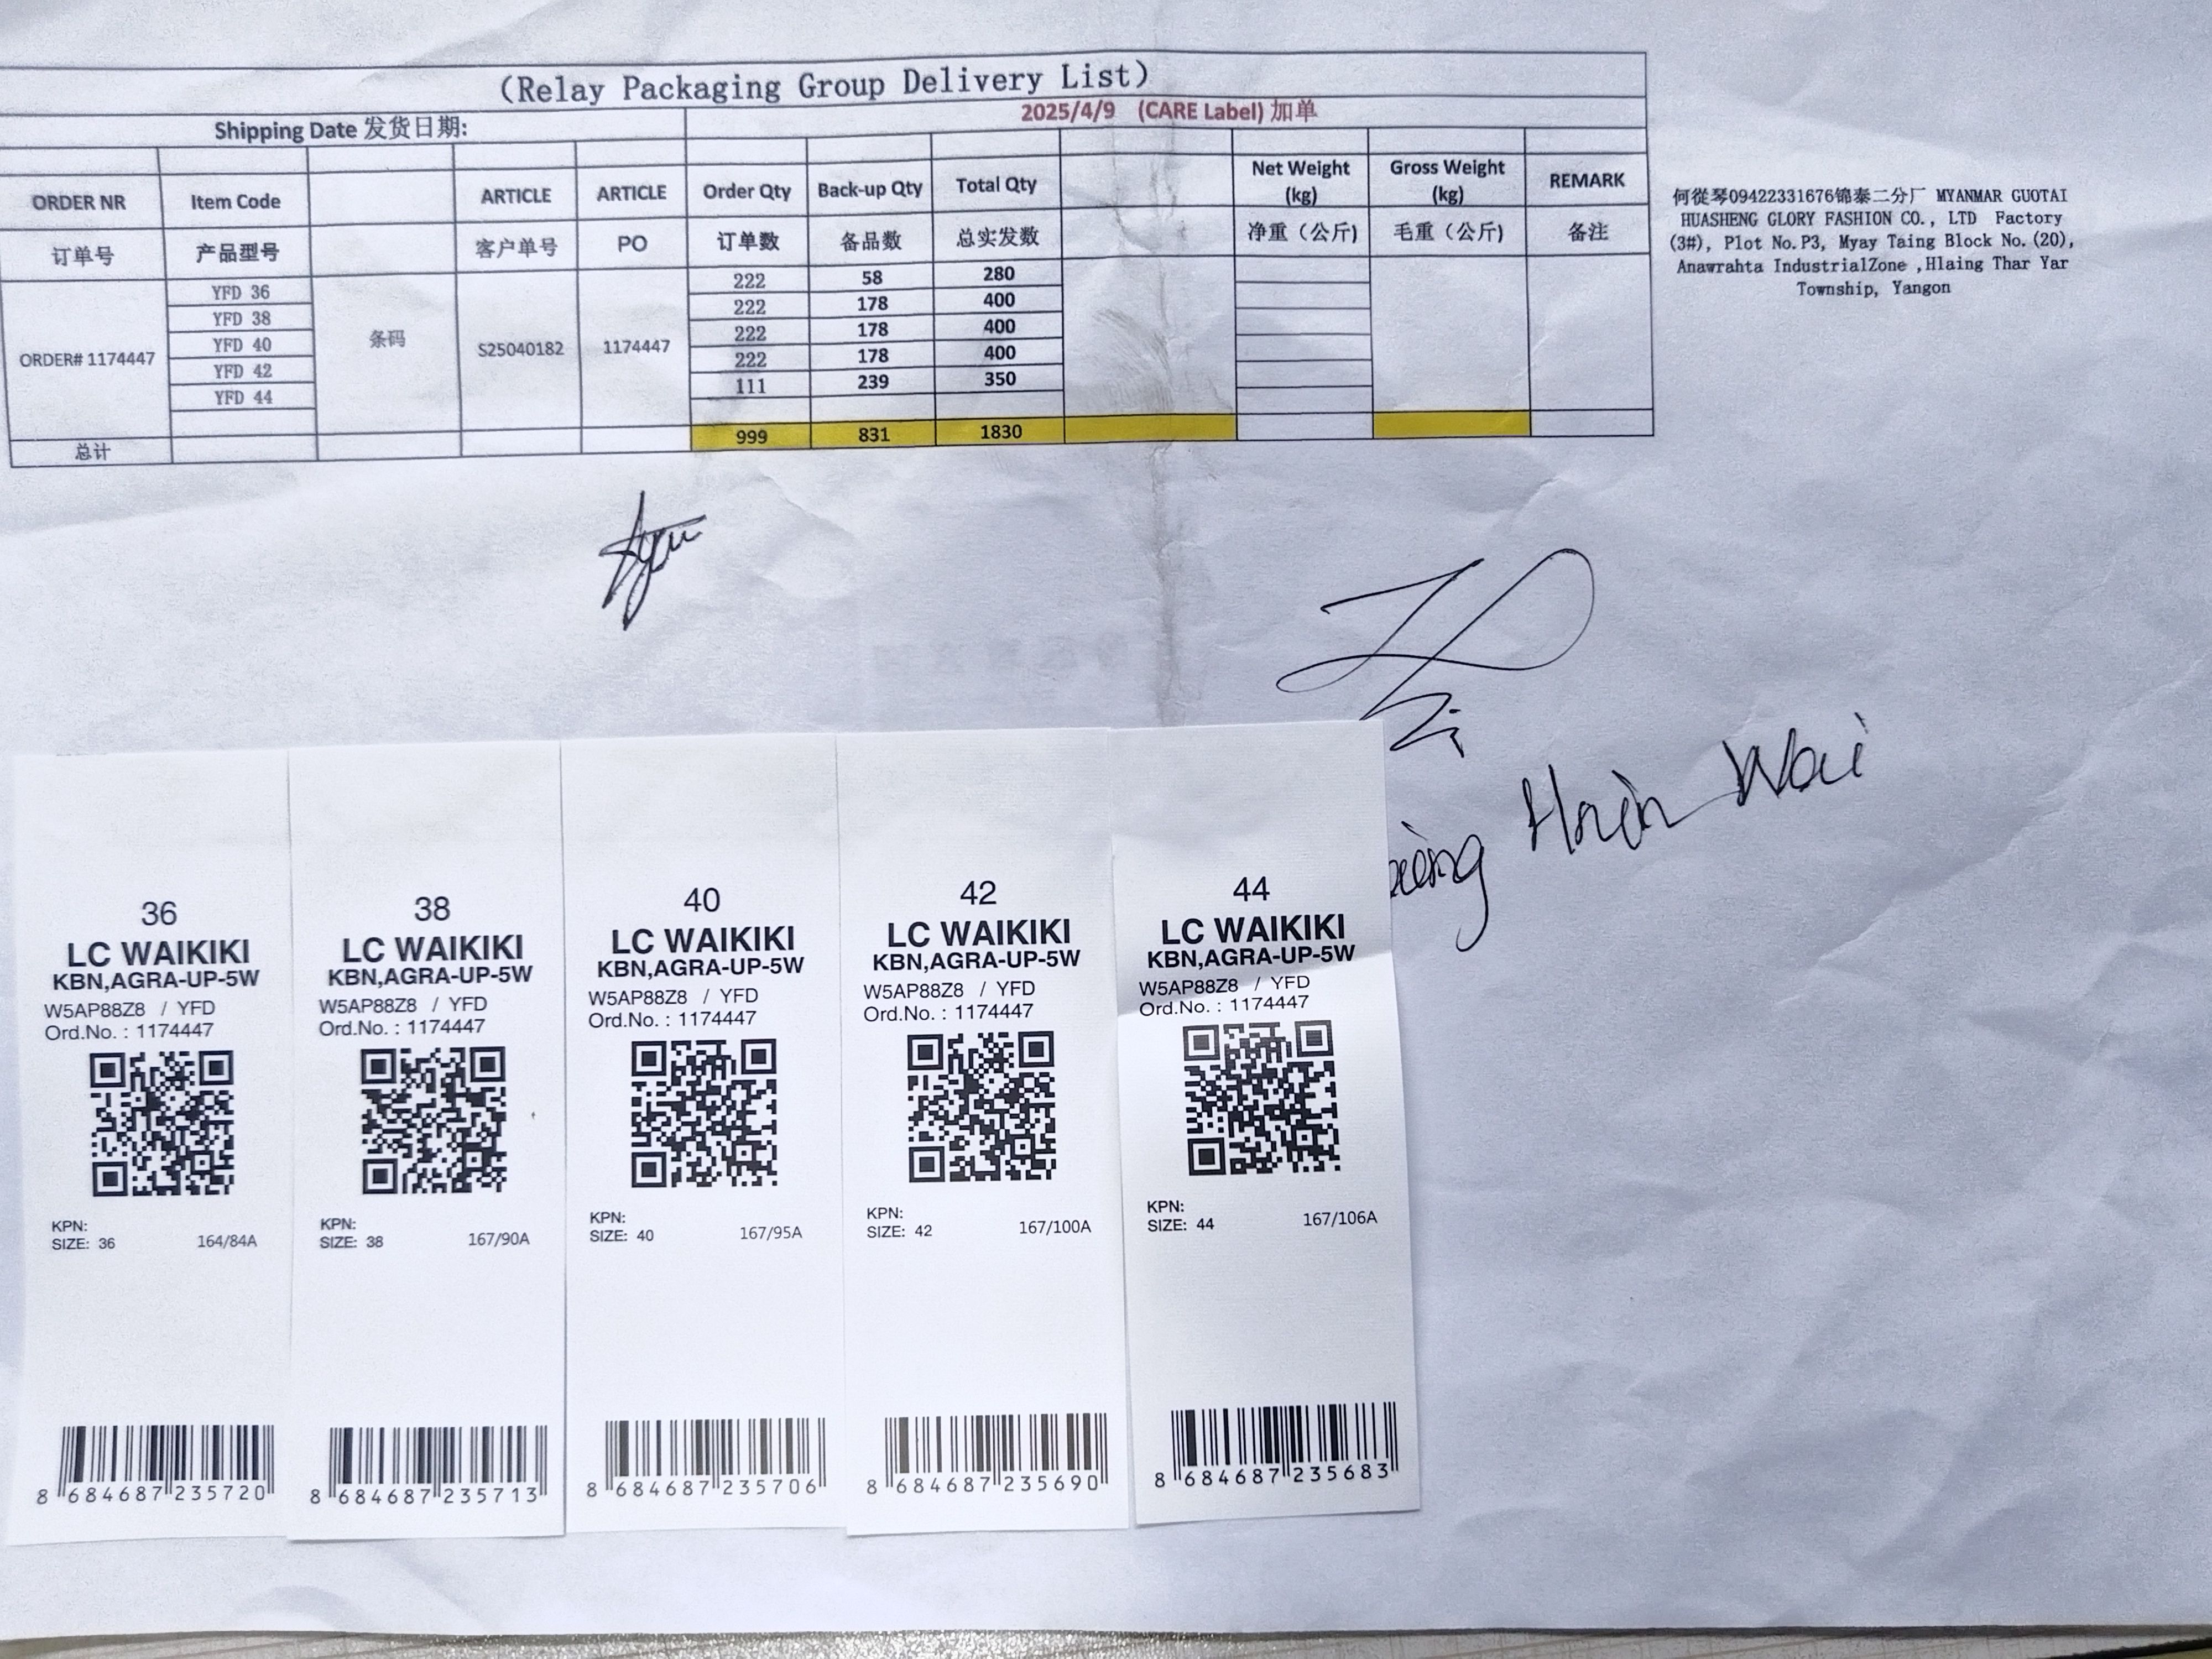 (Relay Packaging Group Delivery List)
Shipping Date 发货日期: 2025/4/9 (CARE Label) 加单
ORDER NR Item Code ARTICLE ARTICLE Order Qty Back-up Qty Total Qty Net Weight (kg) Gross Weight (kg) REMARK
订单号 产品型号 客户单号 PO 订单数 备品数 总实发数 净重（公斤） 毛重（公斤） 备注
ORDER# 1174447 条码 S25040182 1174447
YFD 36 222 58 280
YFD 38 222 178 400
YFD 40 222 178 400
YFD 42 222 178 400
YFD 44 111 239 350
总计 999 831 1830
何從琴09422331676锦泰二分厂 MYANMAR GUOTAI
HUASHENG GLORY FASHION CO., LTD Factory
(3#), Plot No.P3, Myay Taing Block No.(20),
Anawrahta IndustrialZone ,Hlaing Thar Yar
Township, Yangon
Wai
36
LC WAIKIKI
KBN,AGRA-UP-5W
W5AP88Z8 / YFD
Ord.No. : 1174447
KPN:
SIZE: 36 164/84A
8 684687 235720
38
LC WAIKIKI
KBN,AGRA-UP-5W
W5AP88Z8 / YFD
Ord.No. : 1174447
KPN:
SIZE: 38 167/90A
8 684687 235713
40
LC WAIKIKI
KBN,AGRA-UP-5W
W5AP88Z8 / YFD
Ord.No. : 1174447
KPN:
SIZE: 40 167/95A
8 684687 235706
42
LC WAIKIKI
KBN,AGRA-UP-5W
W5AP88Z8 / YFD
Ord.No. : 1174447
KPN:
SIZE: 42 167/100A
8 684687 235690
44
LC WAIKIKI
KBN,AGRA-UP-5W
W5AP88Z8 / YFD
Ord.No. : 1174447
KPN:
SIZE: 44 167/106A
8 684687 235683